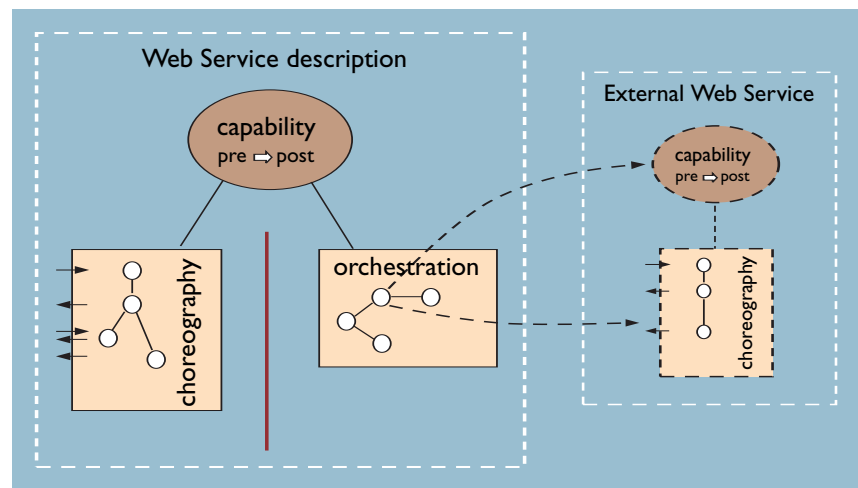 Web Service description
capability
pre ⇨ post
choreography
orchestration
External Web Service
capability
pre ⇨ post
choreography